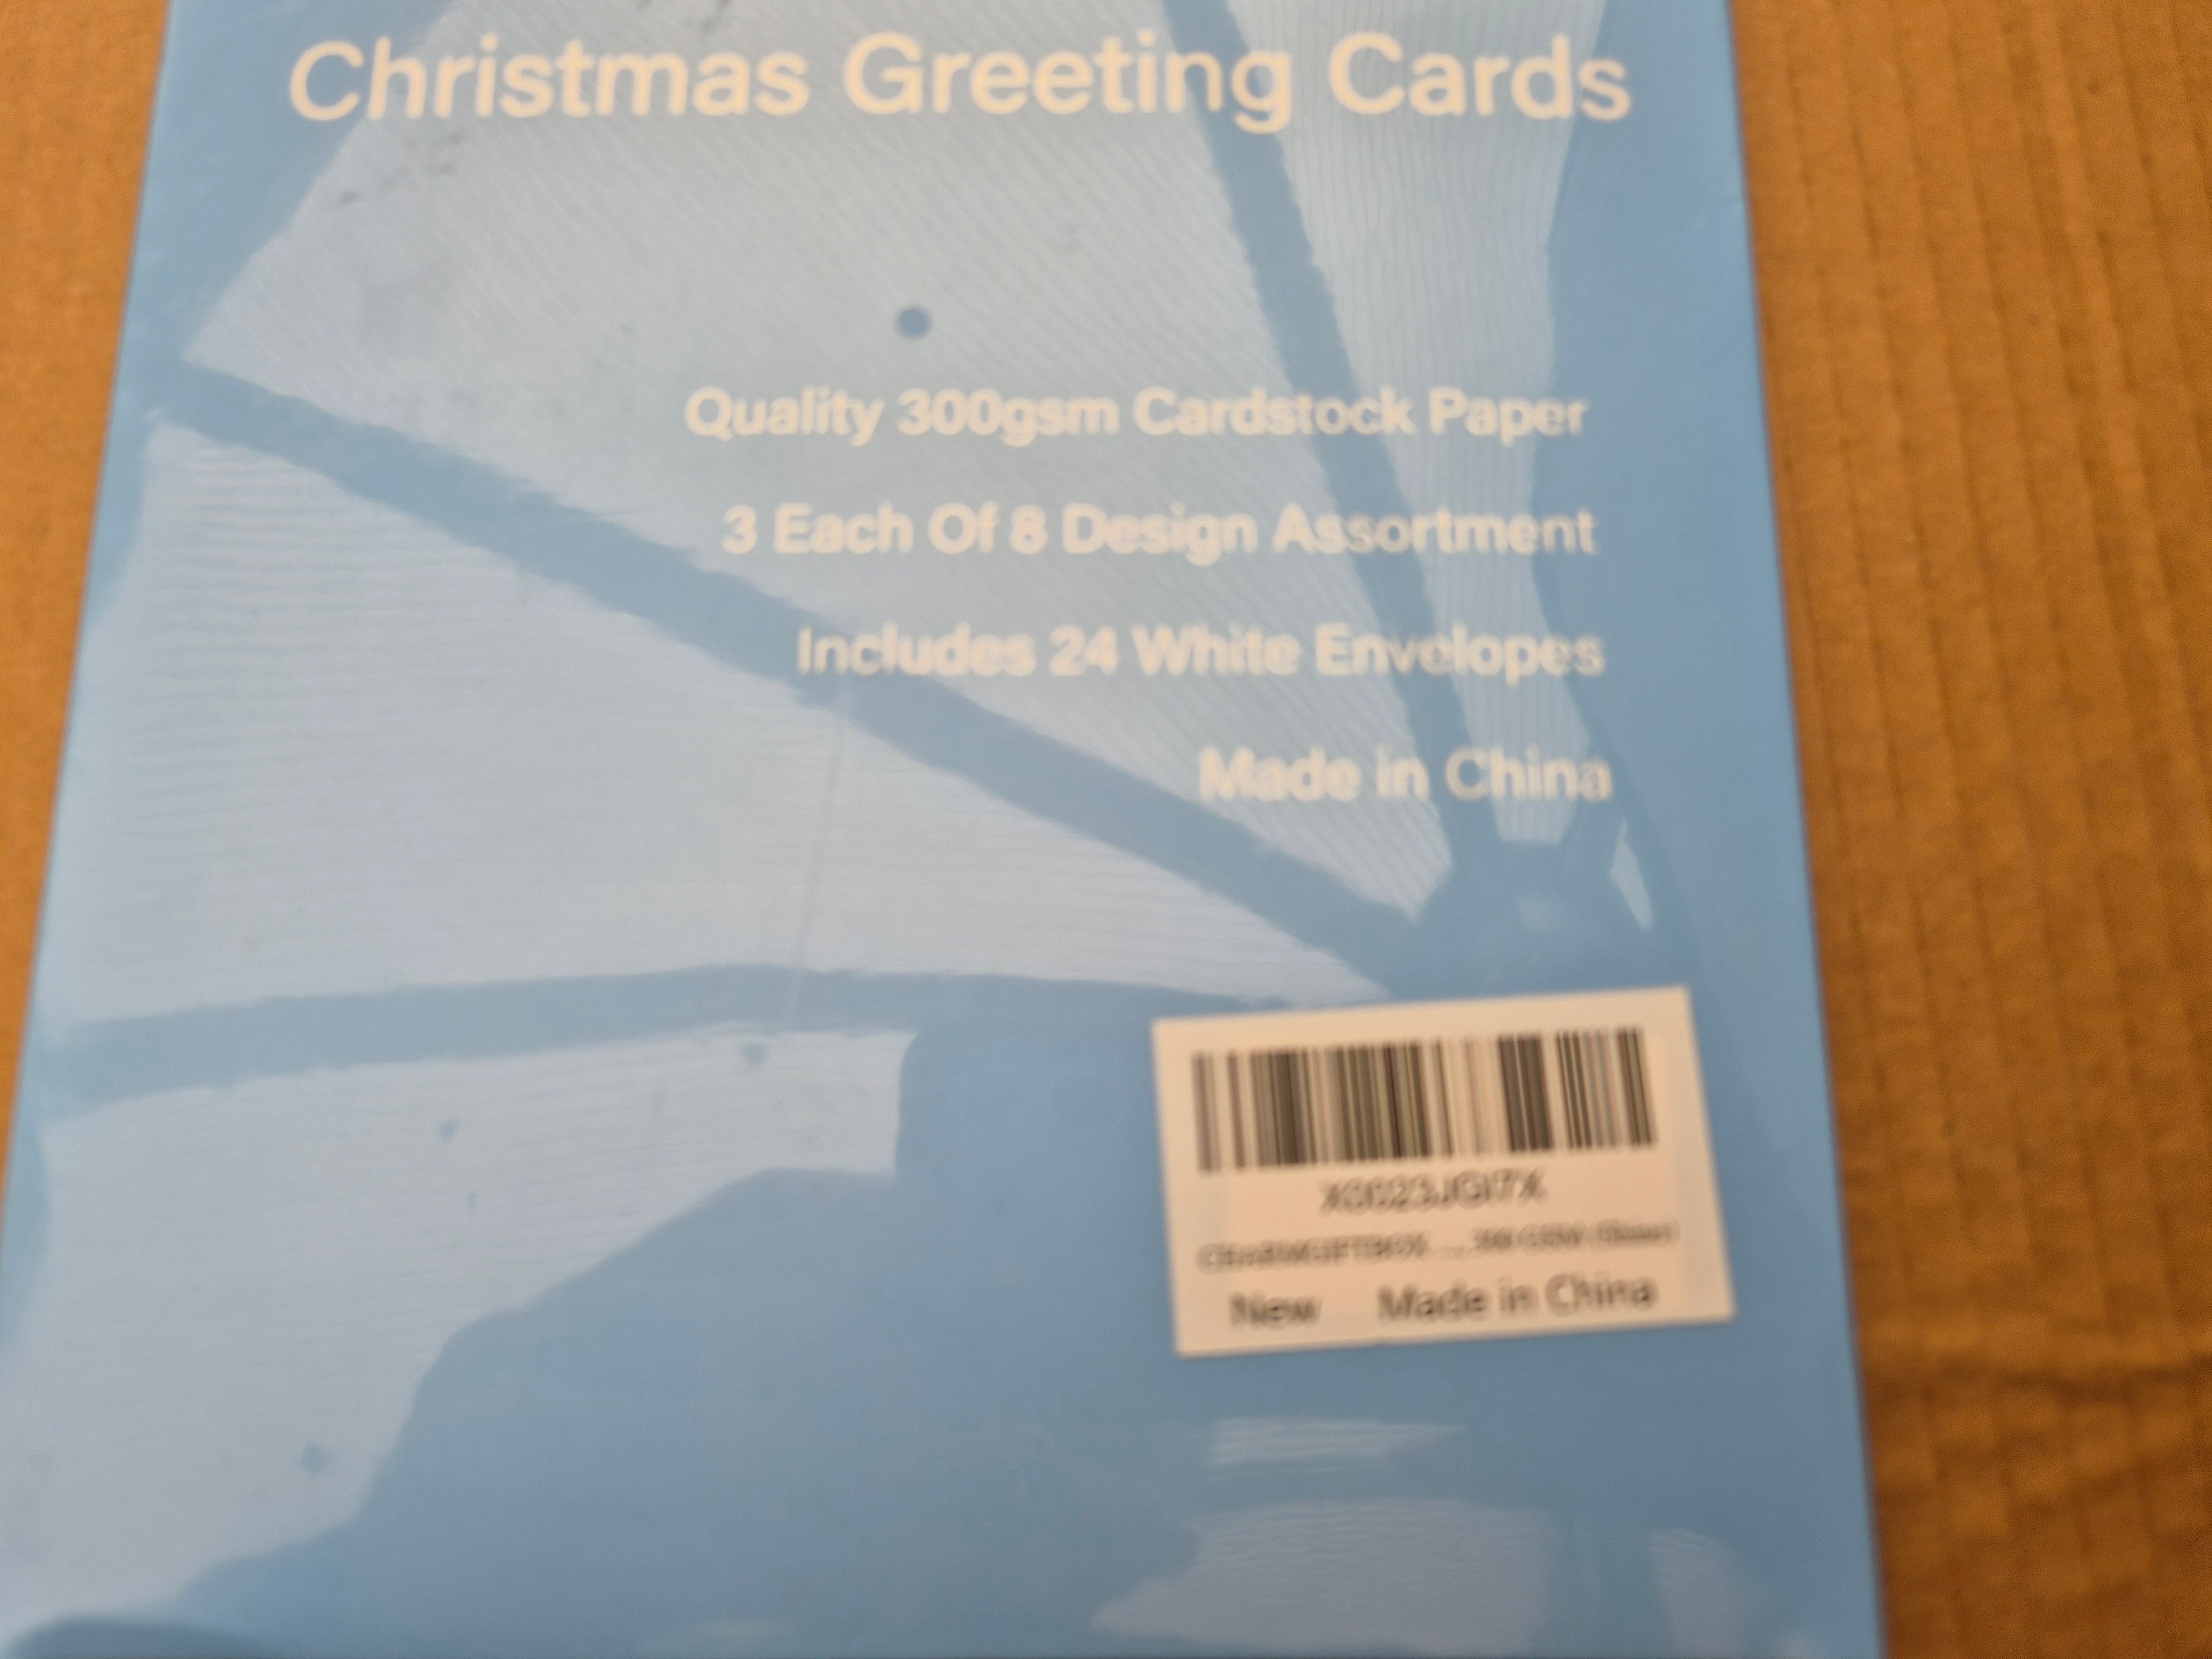 Christmas Greeting Cards
Quality 300gsm Cardstock Paper
3 Each Of 8 Design Assortment
Includes 24 White Envelopes
Made in China
X0023JGI7X
New Made in China